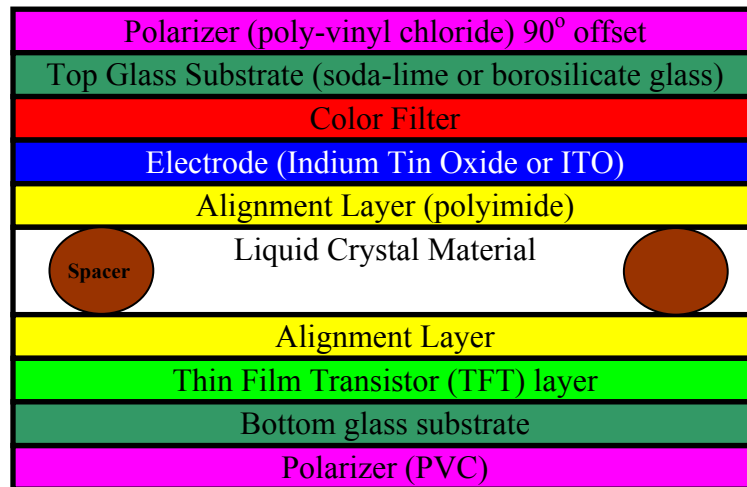 Polarizer (poly-vinyl chloride) 90° offset
Top Glass Substrate (soda-lime or borosilicate glass)
Color Filter
Electrode (Indium Tin Oxide or ITO)
Alignment Layer (polyimide)
Liquid Crystal Material
Spacer
Alignment Layer
Thin Film Transistor (TFT) layer
Bottom glass substrate
Polarizer (PVC)